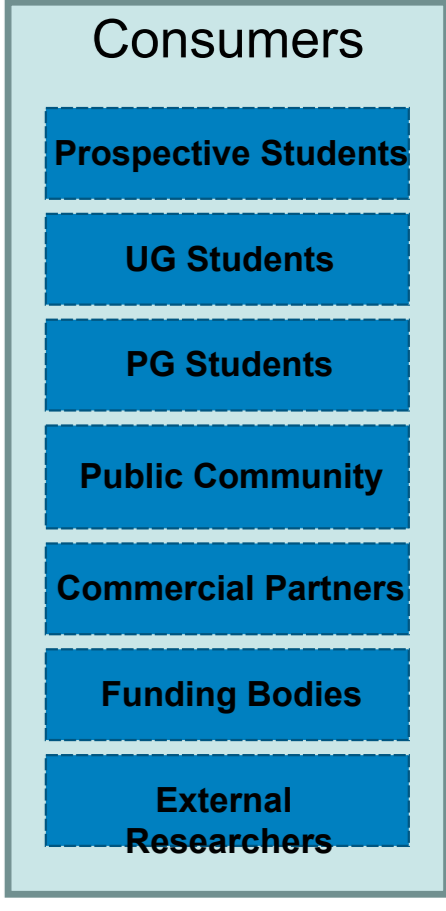 Consumers
Prospective Students
UG Students
PG Students
Public Community
Commercial Partners
Funding Bodies
External
Researchers